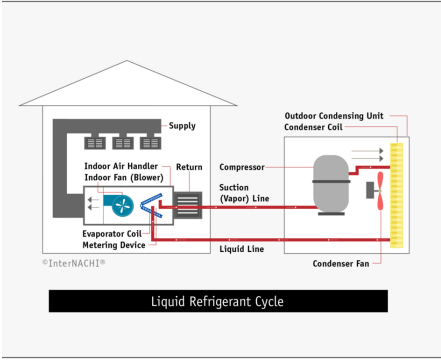 Supply
Outdoor Condensing Unit
Condenser Coil
Indoor Air Handler
Indoor Fan (Blower)
Return
Compressor
Suction
(Vapor) Line
Evaporator Coil
Metering Device
Liquid Line
Condenser Fan
©InterNACHI®
Liquid Refrigerant Cycle